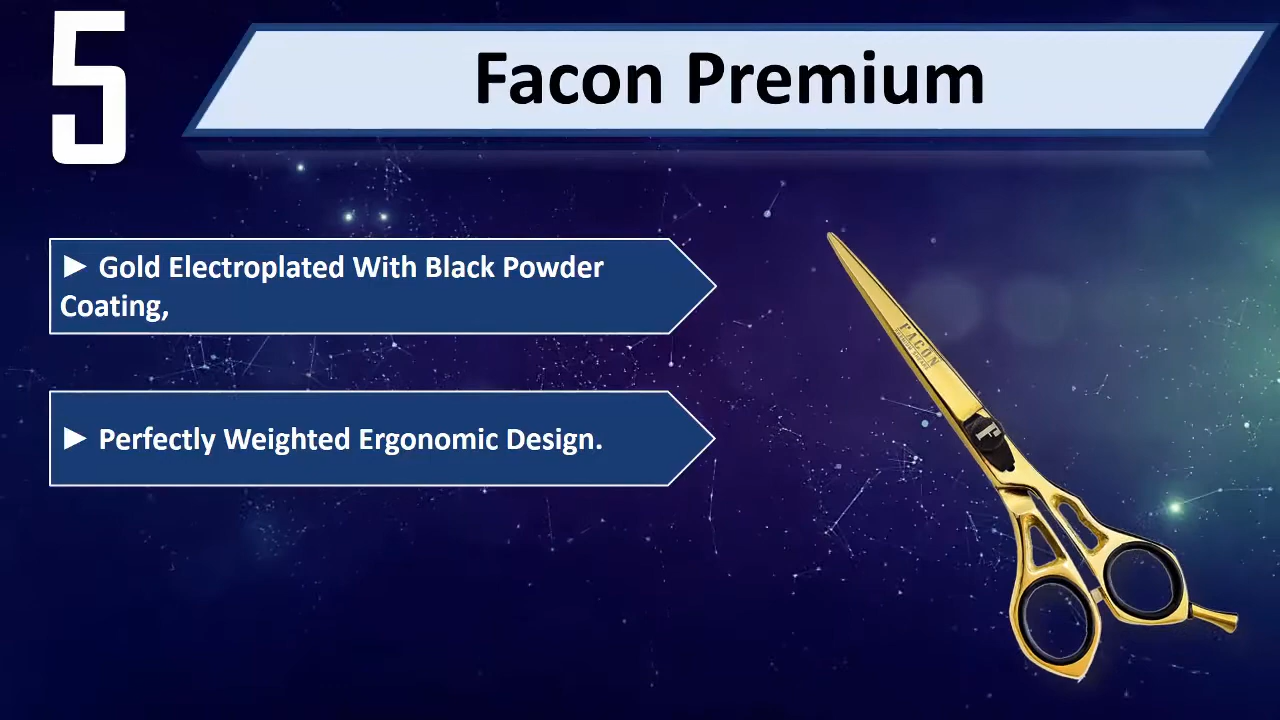 5
Facon Premium
► Gold Electroplated With Black Powder
Coating,
► Perfectly Weighted Ergonomic Design.
FACON
F